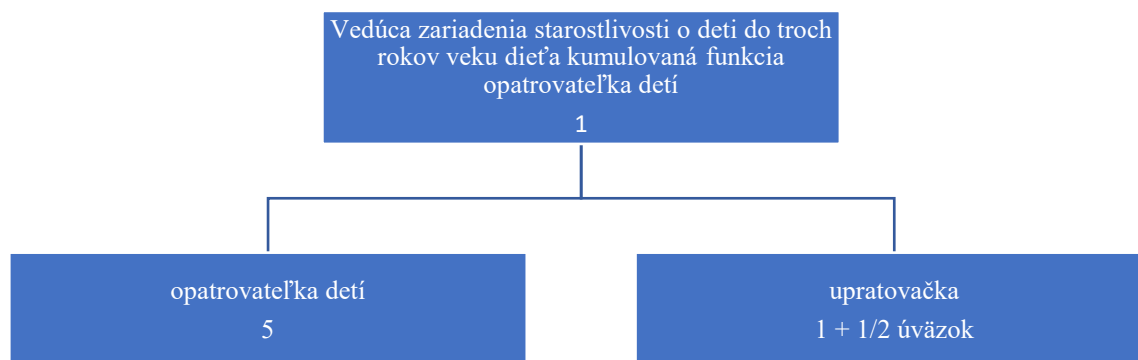 Vedúca zariadenia starostlivosti o deti do troch
rokov veku dieťa kumulovaná funkcia
opatrovateľka detí
1
opatrovateľka detí
5
upratovačka
1 + 1/2 úväzok